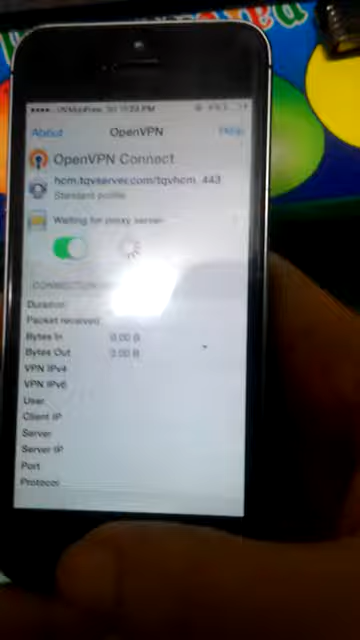 About OpenVPN Help
OpenVPN Connect
hcm.tqvserver.com/tqvhcm_443
Standard profile
Waiting for proxy server
CONNECTION
Duration
Packet received
Bytes In 0.00 B
Bytes Out 0.00 B
VPN IPv4
VPN IPv6
User
Client IP
Server
Server IP
Port
Protocol